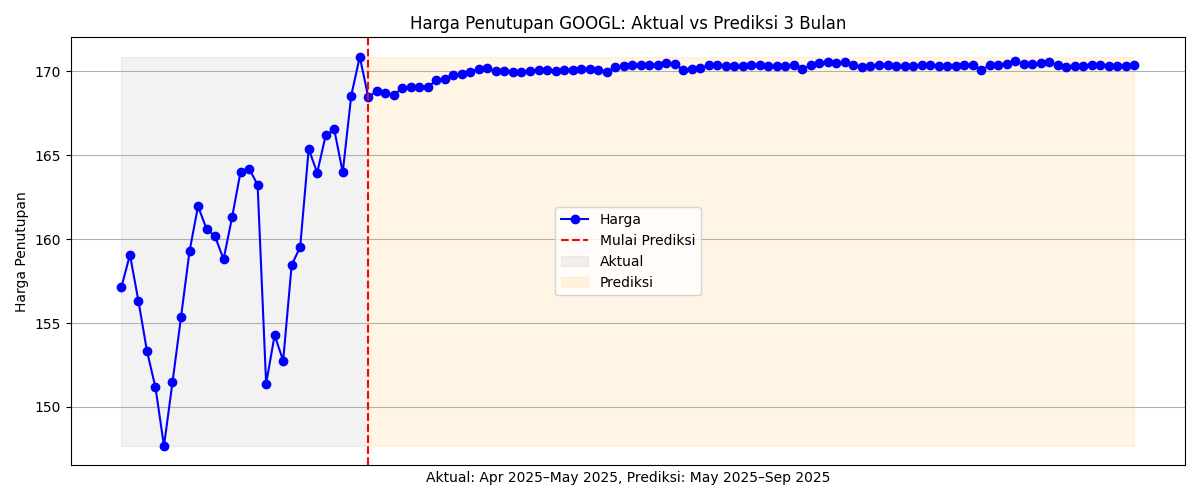 Harga Penutupan GOOGL: Aktual vs Prediksi 3 Bulan
Harga Penutupan
170
165
160
155
150
Harga
Mulai Prediksi
Aktual
Prediksi
Aktual: Apr 2025–May 2025, Prediksi: May 2025–Sep 2025